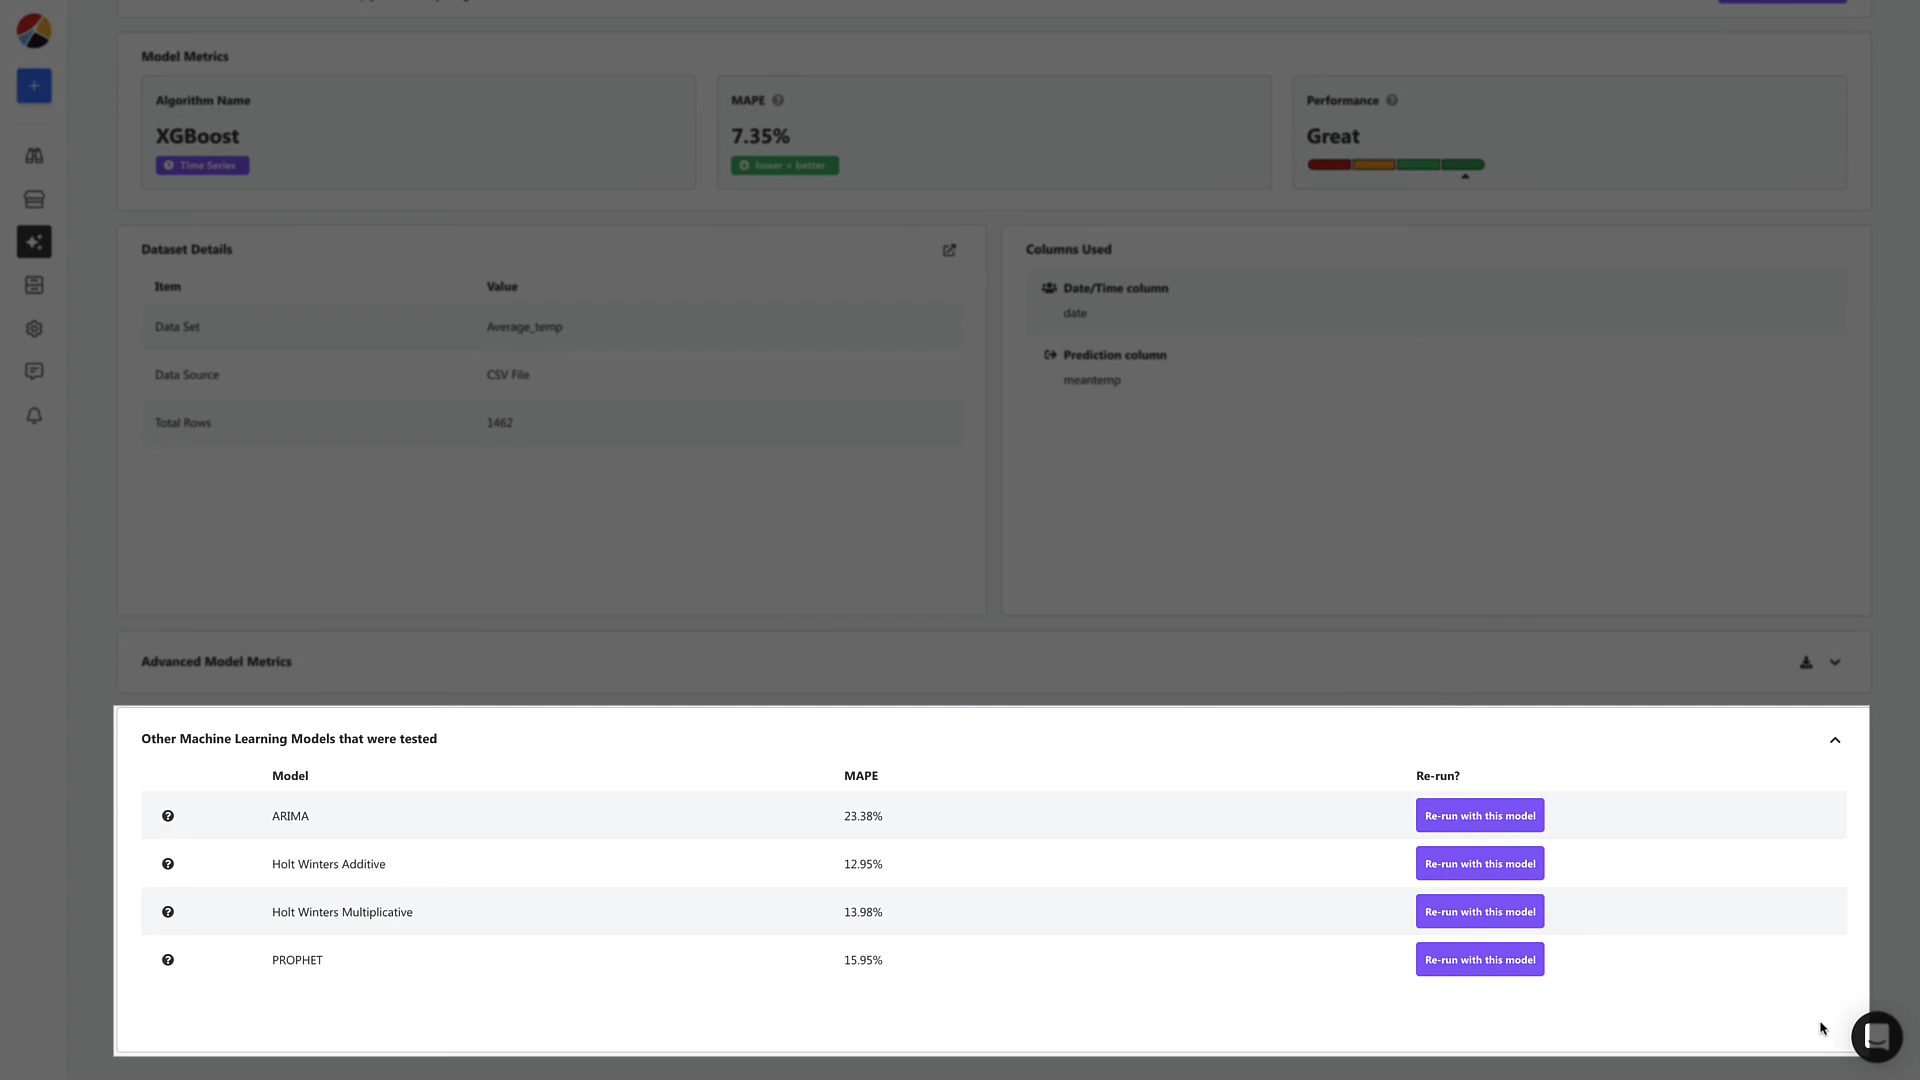 Model Metrics
Algorithm Name
XGBoost
Time Series
MAPE
7.35%
lower = better
Performance
Great
Dataset Details
Item Value
Data Set Average_temp
Data Source CSV File
Total Rows 1462
Columns Used
Date/Time column
date
Prediction column
meantemp
Advanced Model Metrics
Other Machine Learning Models that were tested
Model MAPE Re-run?
ARIMA 23.38% Re-run with this model
Holt Winters Additive 12.95% Re-run with this model
Holt Winters Multiplicative 13.98% Re-run with this model
PROPHET 15.95% Re-run with this model